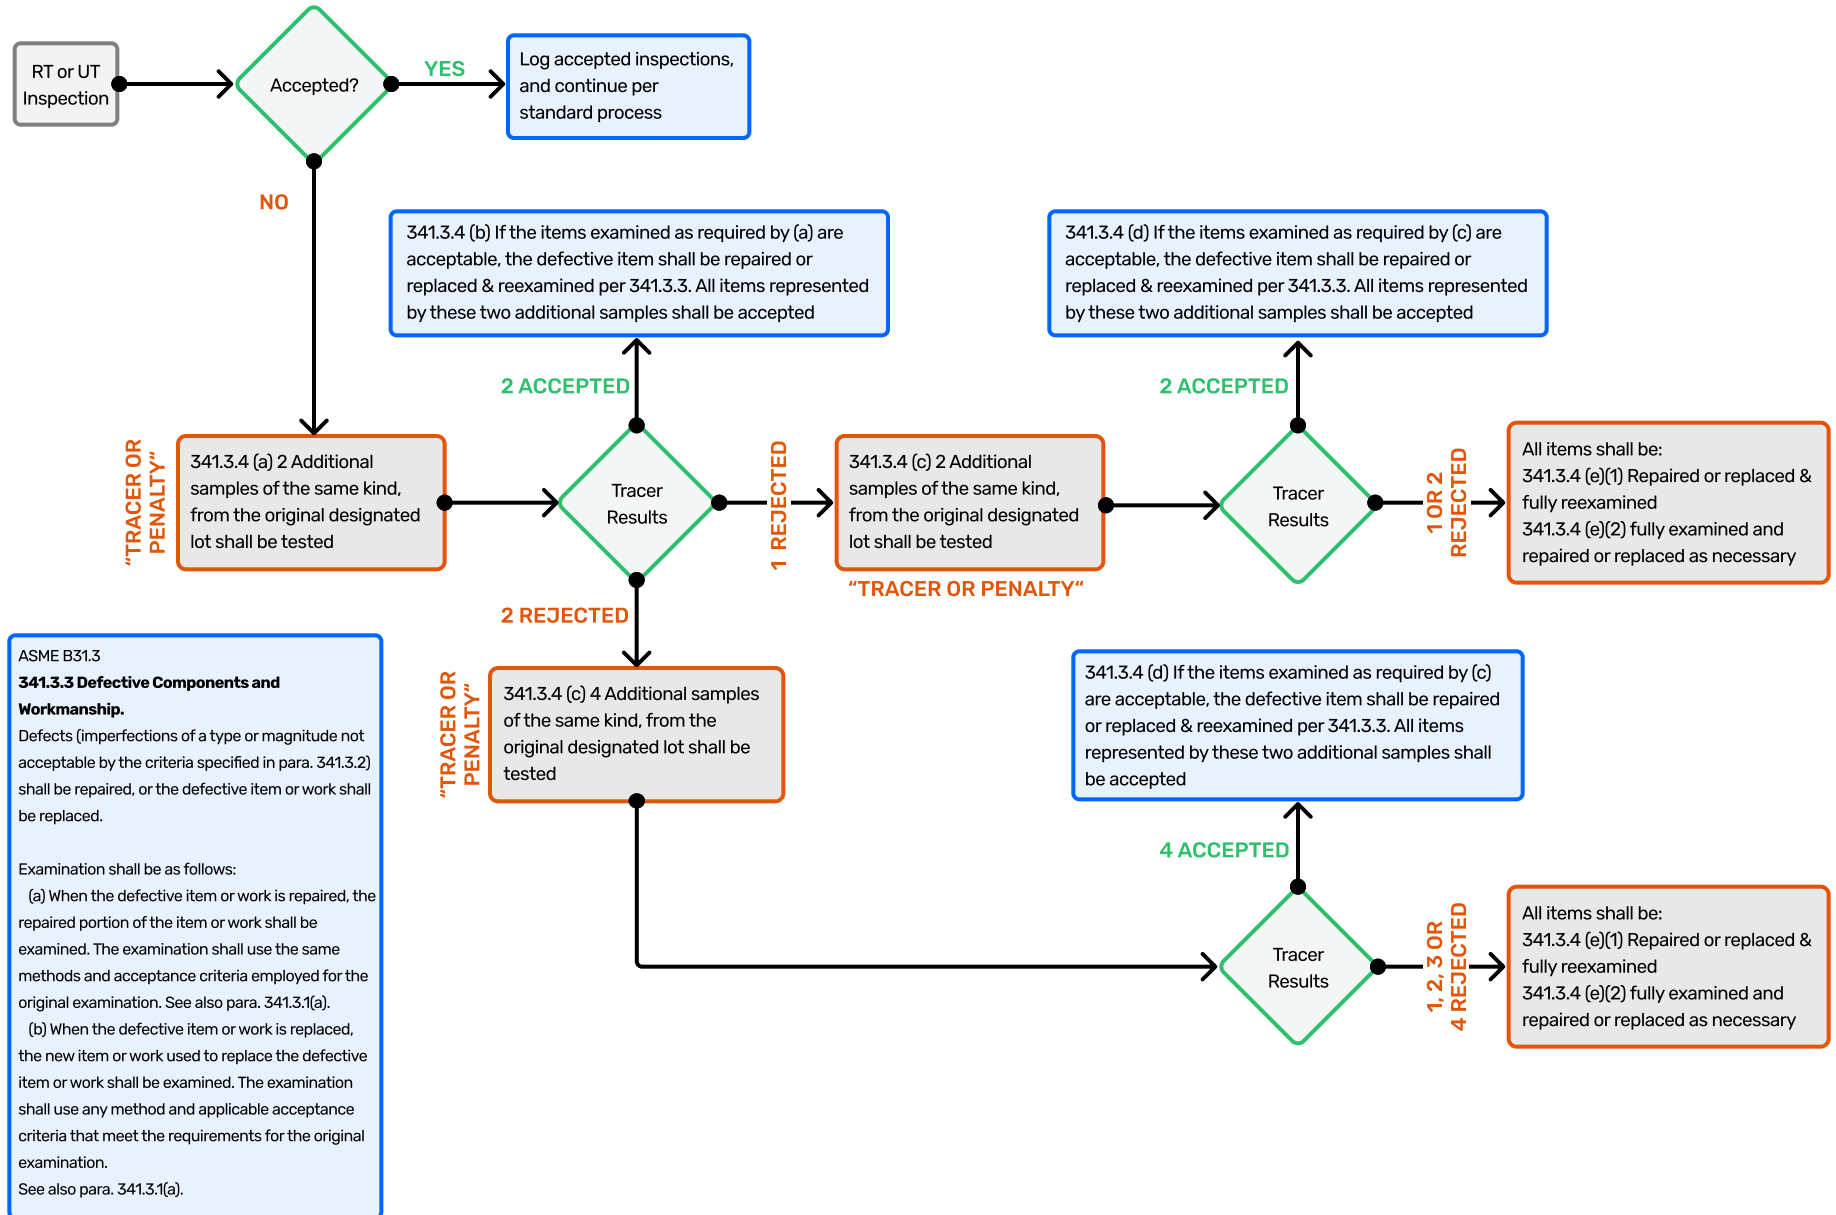 RT or UT
Inspection
Accepted?
YES
Log accepted inspections,
and continue per
standard process
NO
341.3.4 (b) If the items examined as required by (a) are
acceptable, the defective item shall be repaired or
replaced & reexamined per 341.3.3. All items represented
by these two additional samples shall be accepted
341.3.4 (d) If the items examined as required by (c) are
acceptable, the defective item shall be repaired or
replaced & reexamined per 341.3.3. All items represented
by these two additional samples shall be accepted
2 ACCEPTED
2 ACCEPTED
“TRACER OR
PENALTY“
341.3.4 (a) 2 Additional
samples of the same kind,
from the original designated
lot shall be tested
Tracer
Results
1 REJECTED
341.3.4 (c) 2 Additional
samples of the same kind,
from the original designated
lot shall be tested
“TRACER OR PENALTY“
Tracer
Results
1 OR 2
REJECTED
All items shall be:
341.3.4 (e)(1) Repaired or replaced &
fully reexamined
341.3.4 (e)(2) fully examined and
repaired or replaced as necessary
2 REJECTED
“TRACER OR
PENALTY“
341.3.4 (c) 4 Additional samples
of the same kind, from the
original designated lot shall be
tested
341.3.4 (d) If the items examined as required by (c)
are acceptable, the defective item shall be repaired
or replaced & reexamined per 341.3.3. All items
represented by these two additional samples shall
be accepted
4 ACCEPTED
Tracer
Results
1, 2, 3 OR
4 REJECTED
All items shall be:
341.3.4 (e)(1) Repaired or replaced &
fully reexamined
341.3.4 (e)(2) fully examined and
repaired or replaced as necessary
ASME B31.3
341.3.3 Defective Components and
Workmanship.
Defects (imperfections of a type or magnitude not
acceptable by the criteria specified in para. 341.3.2)
shall be repaired, or the defective item or work shall
be replaced.
Examination shall be as follows:
(a) When the defective item or work is repaired, the
repaired portion of the item or work shall be
examined. The examination shall use the same
methods and acceptance criteria employed for the
original examination. See also para. 341.3.1(a).
(b) When the defective item or work is replaced,
the new item or work used to replace the defective
item or work shall be examined. The examination
shall use any method and applicable acceptance
criteria that meet the requirements for the original
examination.
See also para. 341.3.1(a).